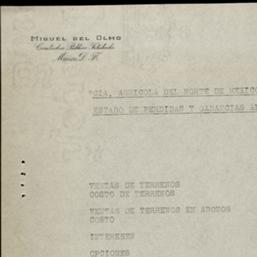 MIGUEL DEL OLMO
Contador Público Titulado
México, D. F.
CIA. AGRICOLA DEL NORTE DE MEXICO
ESTADO DE PERDIDAS Y GANANCIAS A
VENTAS DE TERRENOS
COSTO DE TERRENOS
VENTAS DE TERRENOS EN ABONOS
COSTO
INTERESES
OPCIONES